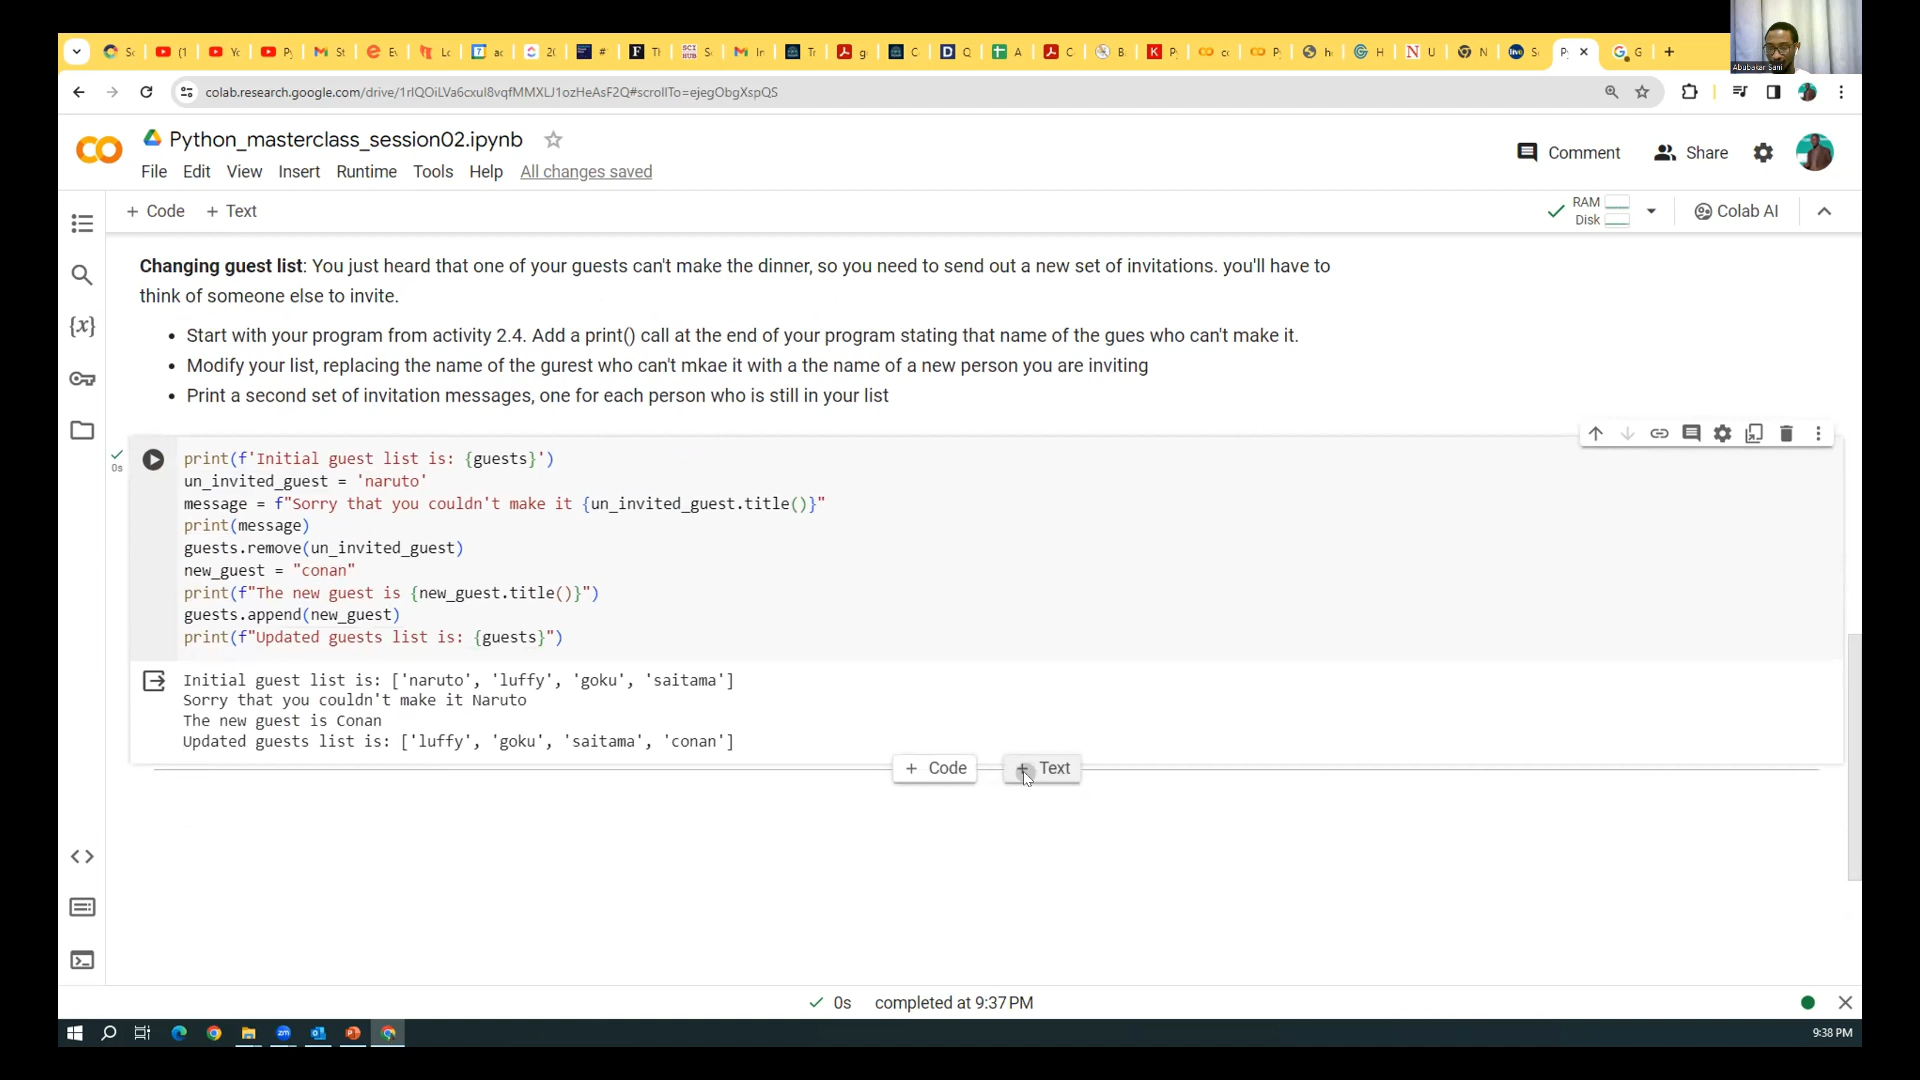 Abubakar Sani
colab.research.google.com/drive/1rIQOiLVa6cxul8vqfMMXLJ1ozHeAsF2Q#scrollTo=ejegObgXspQS
Python_masterclass_session02.ipynb
File Edit View Insert Runtime Tools Help All changes saved
Comment Share
+ Code + Text
RAM
Disk
Colab AI
Changing guest list: You just heard that one of your guests can't make the dinner, so you need to send out a new set of invitations. you'll have to
think of someone else to invite.
• Start with your program from activity 2.4. Add a print() call at the end of your program stating that name of the gues who can't make it.
• Modify your list, replacing the name of the gurest who can't mkae it with a the name of a new person you are inviting
• Print a second set of invitation messages, one for each person who is still in your list
0s
print(f'Initial guest list is: {guests}')
un_invited_guest = 'naruto'
message = f"Sorry that you couldn't make it {un_invited_guest.title()}"
print(message)
guests.remove(un_invited_guest)
new_guest = "conan"
print(f"The new guest is {new_guest.title()}")
guests.append(new_guest)
print(f"Updated guests list is: {guests}")
Initial guest list is: ['naruto', 'luffy', 'goku', 'saitama']
Sorry that you couldn't make it Naruto
The new guest is Conan
Updated guests list is: ['luffy', 'goku', 'saitama', 'conan']
+ Code + Text
0s completed at 9:37 PM
9:38 PM